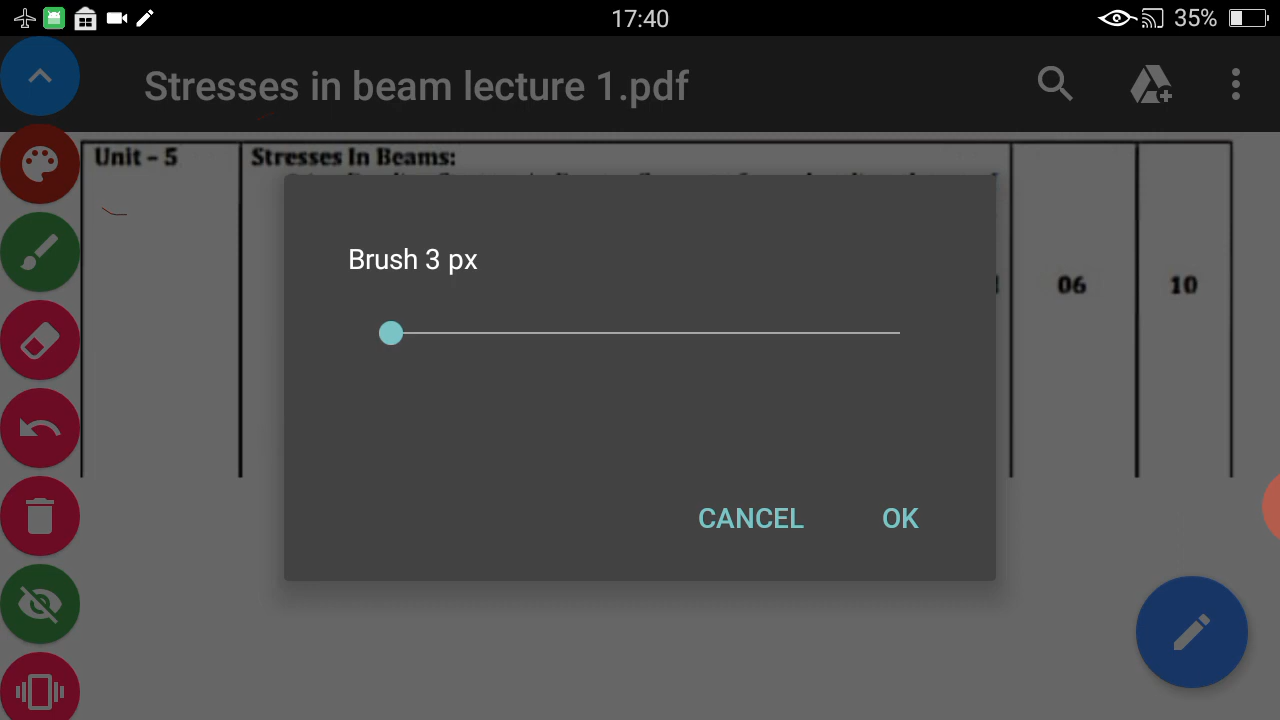 17:40
35%
Stresses in beam lecture 1.pdf
Unit – 5
Stresses In Beams:
06
10
Brush 3 px
CANCEL
OK